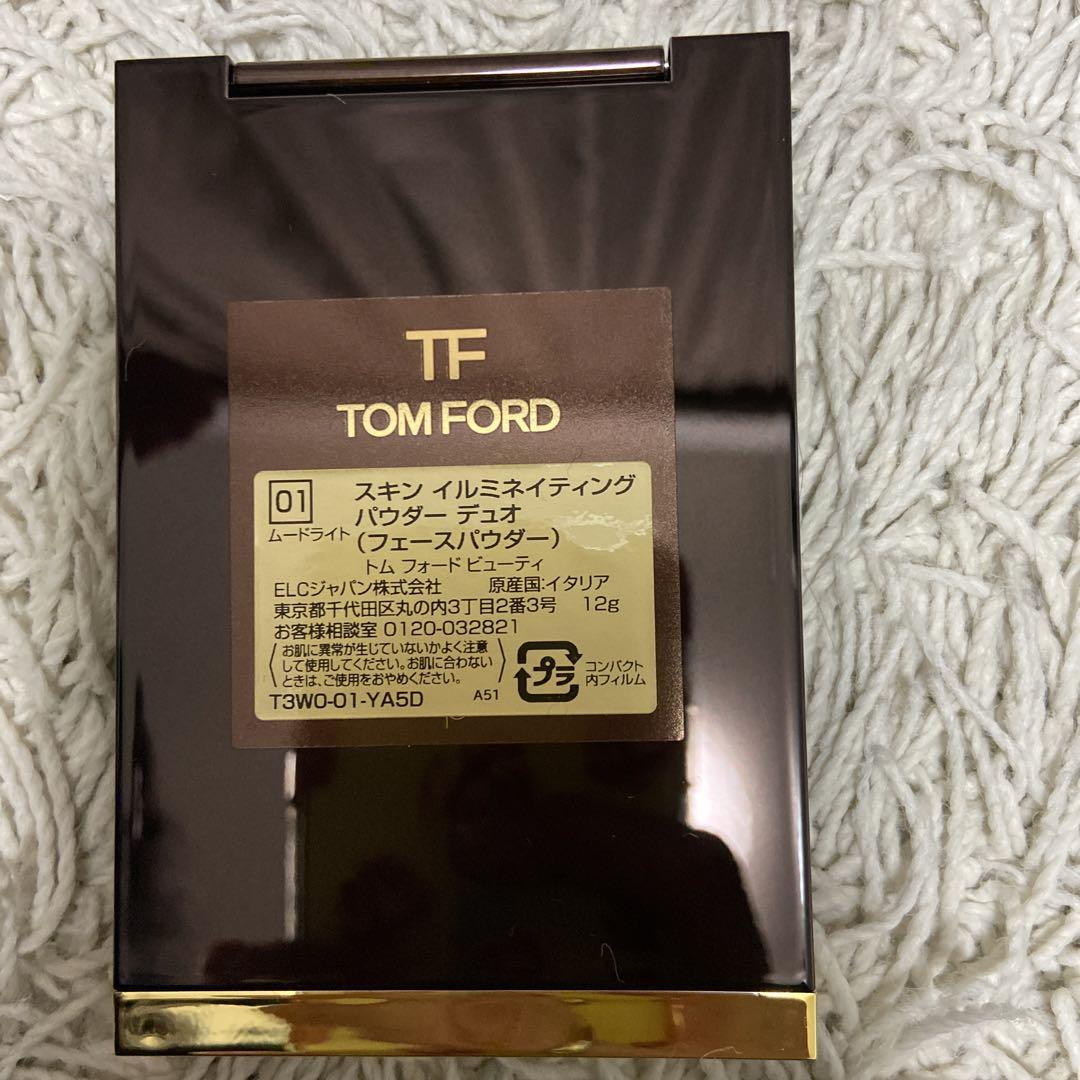 TF
TOM FORD
01
ムードライト
スキン イルミネイティング
パウダー デュオ
(フェースパウダー)
トム フォード ビューティ
ELCジャパン株式会社 原産国:イタリア
東京都千代田区丸の内3丁目2番3号 12g
お客様相談室 0120-032821
お肌に異常が生じていないかよく注意
して使用してください。お肌に合わない
ときは、ご使用をおやめください。
プラ
コンパクト
内フィルム
T3W0-01-YA5D A51